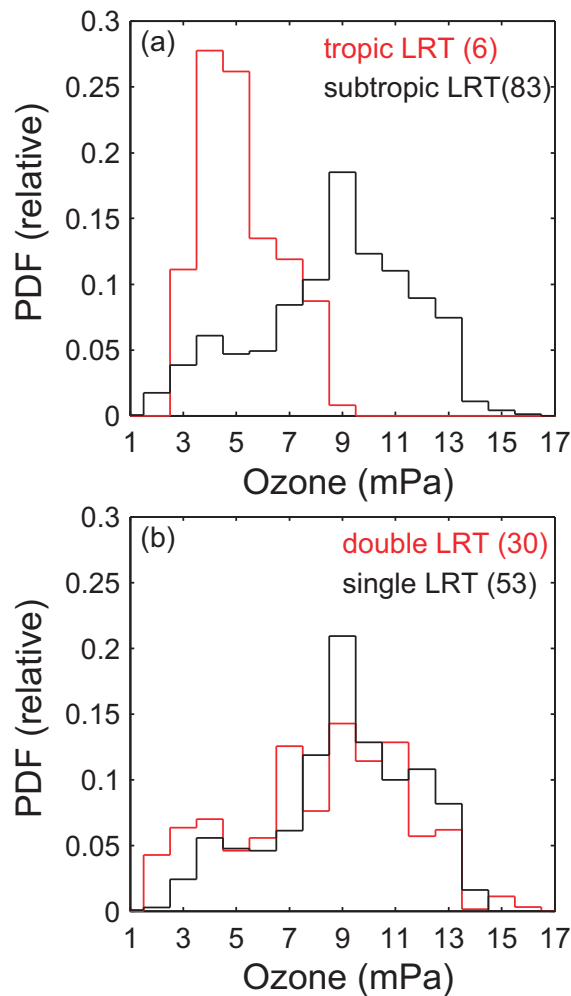 (a)
tropic LRT (6)
subtropic LRT(83)
PDF (relative)
0.3
0.25
0.2
0.15
0.1
0.05
0
1 3 5 7 9 11 13 15 17
Ozone (mPa)
(b)
double LRT (30)
single LRT (53)
PDF (relative)
0.3
0.25
0.2
0.15
0.1
0.05
0
1 3 5 7 9 11 13 15 17
Ozone (mPa)